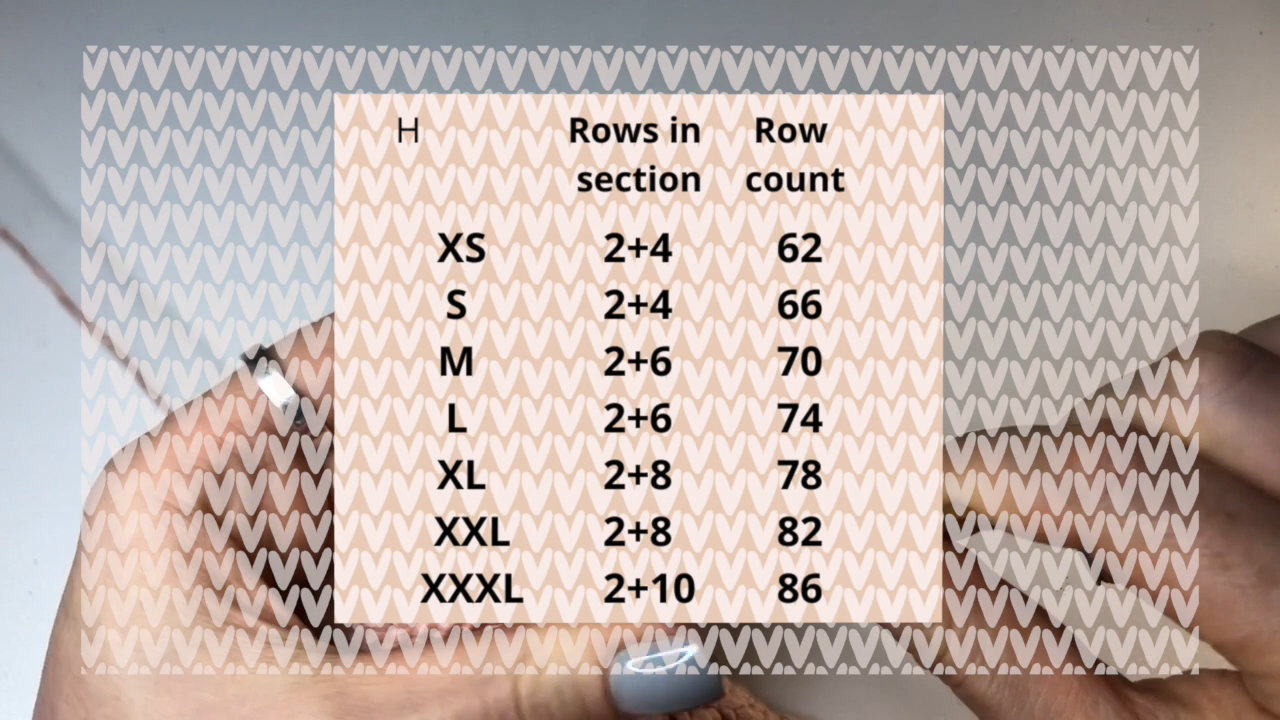 H Rows in Row
section count
XS 2+4 62
S 2+4 66
M 2+6 70
L 2+6 74
XL 2+8 78
XXL 2+8 82
XXXL 2+10 86